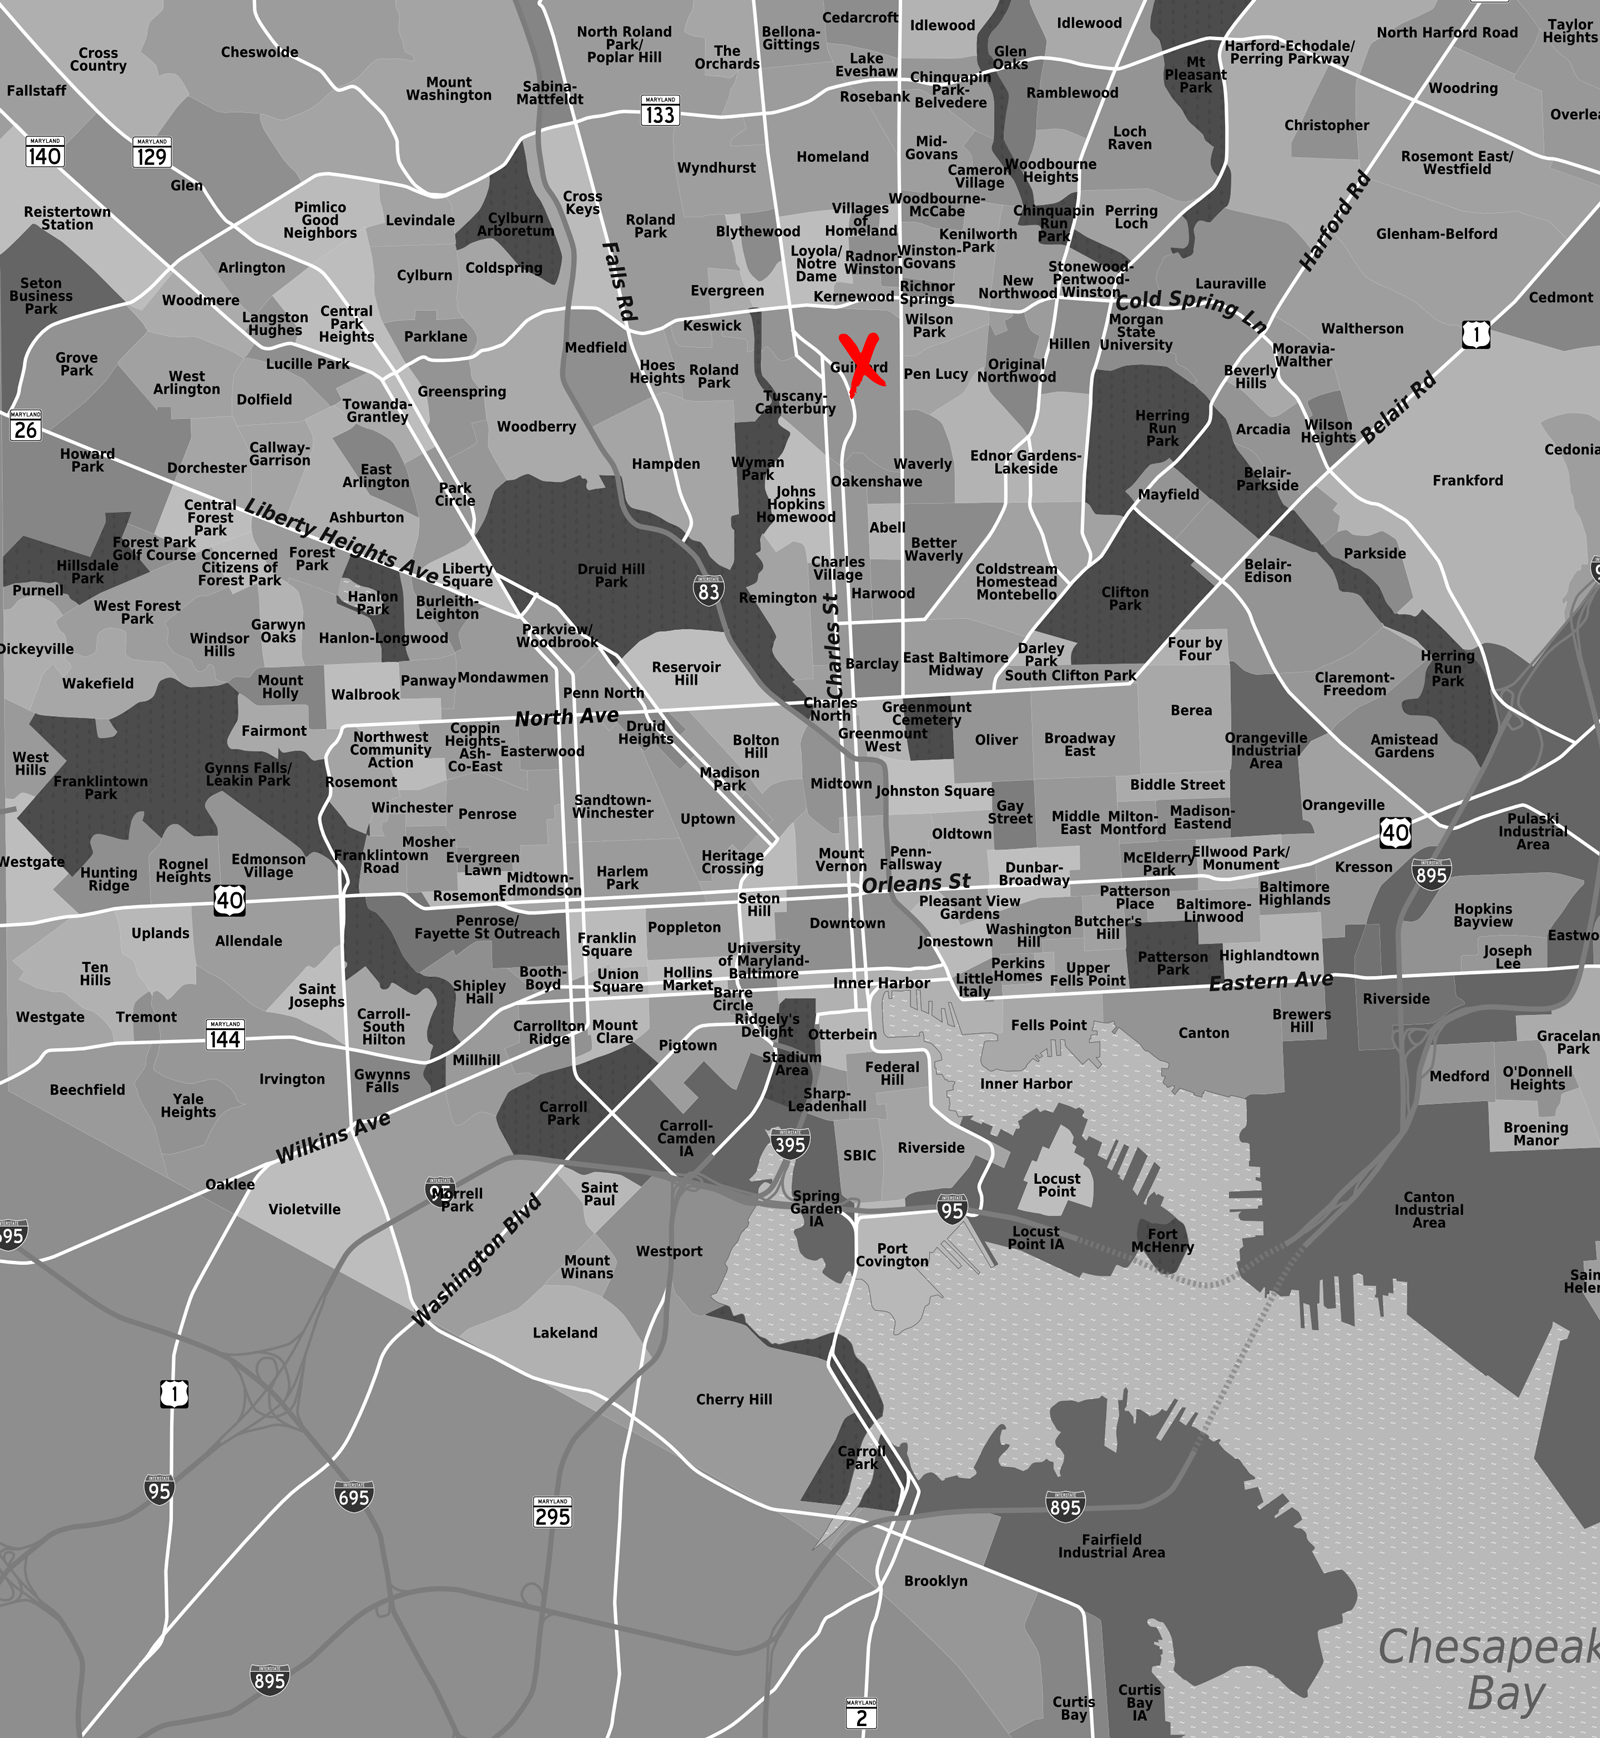 Cedarcroft
Idlewood
Idlewood
Taylor
Heights
North Harford Road
North Roland
Park/
Poplar Hill
Bellona-
Gittings
The
Orchards
Cross
Country
Cheswolde
Harford-Echodale/
Perring Parkway
Glen
Oaks
Lake
Eveshaw
Mt
Pleasant
Park
Fallstaff
Mount
Washington
Sabina-
Mattfeldt
Rosebank
Chinquapin
Park-
Belvedere
Ramblewood
Woodring
MARYLAND
133
Overlea
Christopher
Loch
Raven
MARYLAND
140
MARYLAND
129
Wyndhurst
Homeland
Mid-
Govans
Cameron
Village
Woodbourne
Heights
Rosemont East/
Westfield
Glen
Cross
Keys
Harford Rd
Reistertown
Station
Pimlico
Good
Neighbors
Levindale
Cylburn
Arboretum
Roland
Park
Blythewood
Villages
of
Homeland
Woodbourne-
McCabe
Kenilworth
Park
Chinquapin
Run
Park
Perring
Loch
Glenham-Belford
Arlington
Cylburn
Coldspring
Falls Rd
Loyola/
Notre
Dame
Radnor-
Winston
Winston-
Govans
Seton
Business
Park
Woodmere
Evergreen
Kernewood
Richnor
Springs
New
Northwood
Stonewood-
Pentwood-
Winston
Lauraville
Cold Spring Ln
Cedmont
Langston
Hughes
Central
Park
Heights
Parklane
Keswick
Wilson
Park
Hillen
Morgan
State
University
Waltherson
1
Grove
Park
Lucille Park
Medfield
Hoes
Heights
Roland
Park
Pen Lucy
Original
Northwood
Moravia-
Walther
Beverly
Hills
West
Arlington
Dolfield
Greenspring
Towanda-
Grantley
Tuscany-
Canterbury
Belair Rd
MARYLAND
26
Woodberry
Herring
Run
Park
Arcadia
Wilson
Heights
Howard
Park
Dorchester
Callway-
Garrison
East
Arlington
Park
Circle
Hampden
Wyman
Park
Waverly
Ednor Gardens-
Lakeside
Oakenshawe
Belair-
Parkside
Frankford
Johns
Hopkins
Homewood
Mayfield
Central
Forest
Park
Liberty Heights Ave
Ashburton
Abell
Better
Waverly
Forest Park
Golf Course
Concerned
Citizens of
Forest Park
Forest
Park
Liberty
Square
Druid Hill
Park
INTERSTATE
83
Charles
Village
Coldstream
Homestead
Montebello
Belair-
Edison
Parkside
Hillsdale
Park
Purnell
Hanlon
Park
Burleith-
Leighton
Remington
Harwood
Clifton
Park
West Forest
Park
Windsor
Hills
Garwyn
Oaks
Hanlon-Longwood
Parkview/
Woodbrook
Charles St
Dickeyville
Reservoir
Hill
Barclay
East Baltimore
Midway
Darley
Park
South Clifton Park
Four by
Four
Herring
Run
Park
Wakefield
Mount
Holly
Walbrook
Panway
Mondawmen
Penn North
Claremont-
Freedom
North Ave
Charles
North
Greenmount
Cemetery
Berea
Fairmont
Northwest
Community
Action
Coppin
Heights-
Ash-
Co-East
Easterwood
Druid
Heights
Bolton
Hill
Greenmount
West
Oliver
Broadway
East
Orangeville
Industrial
Area
Amistead
Gardens
West
Hills
Franklintown
Park
Gynns Falls/
Leakin Park
Rosemont
Madison
Park
Midtown
Johnston Square
Biddle Street
Winchester
Penrose
Sandtown-
Winchester
Uptown
Gay
Street
Oldtown
Middle
East
Milton-
Montford
Madison-
Eastend
Orangeville
40
Pulaski
Industrial
Area
Westgate
Hunting
Ridge
Rognel
Heights
Edmonson
Village
Franklintown
Road
Mosher
Evergreen
Lawn
Midtown-
Edmondson
Harlem
Park
Heritage
Crossing
Mount
Vernon
Penn-
Fallsway
Dunbar-
Broadway
McElderry
Park
Ellwood Park/
Monument
Kresson
INTERSTATE
895
40
Rosemont
Orleans St
Seton
Hill
Pleasant View
Gardens
Patterson
Place
Baltimore-
Linwood
Baltimore
Highlands
Hopkins
Bayview
Uplands
Allendale
Penrose/
Fayette St Outreach
Franklin
Square
Poppleton
Downtown
Jonestown
Washington
Hill
Butcher's
Hill
Ten
Hills
Booth-
Boyd
Union
Square
Hollins
Market
University
of Maryland-
Baltimore
Inner Harbor
Little
Italy
Perkins
Homes
Upper
Fells Point
Patterson
Park
Highlandtown
Eastern Ave
Joseph
Lee
Saint
Josephs
Shipley
Hall
Barre
Circle
Riverside
Westgate
Tremont
MARYLAND
144
Carroll-
South
Hilton
Carrollton
Ridge
Mount
Clare
Pigtown
Ridgely's
Delight
Otterbein
Fells Point
Canton
Brewers
Hill
Millhill
Stadium
Area
Federal
Hill
Inner Harbor
Medford
O'Donnell
Heights
Beechfield
Yale
Heights
Irvington
Gwynns
Falls
Carroll
Park
Sharp-
Leadenhall
Wilkins Ave
Carroll-
Camden
IA
INTERSTATE
395
SBIC
Riverside
Broening
Manor
Oaklee
Violetville
Morrell
Park
Saint
Paul
Spring
Garden
IA
INTERSTATE
95
Locust
Point
Canton
Industrial
Area
Washington Blvd
Westport
Mount
Winans
Port
Covington
Locust
Point IA
Fort
McHenry
Lakeland
1
Cherry Hill
Carroll
Park
INTERSTATE
95
INTERSTATE
695
MARYLAND
295
INTERSTATE
895
Fairfield
Industrial Area
Brooklyn
INTERSTATE
895
MARYLAND
2
Curtis
Bay
Curtis
Bay
IA
Chesapeak
Bay